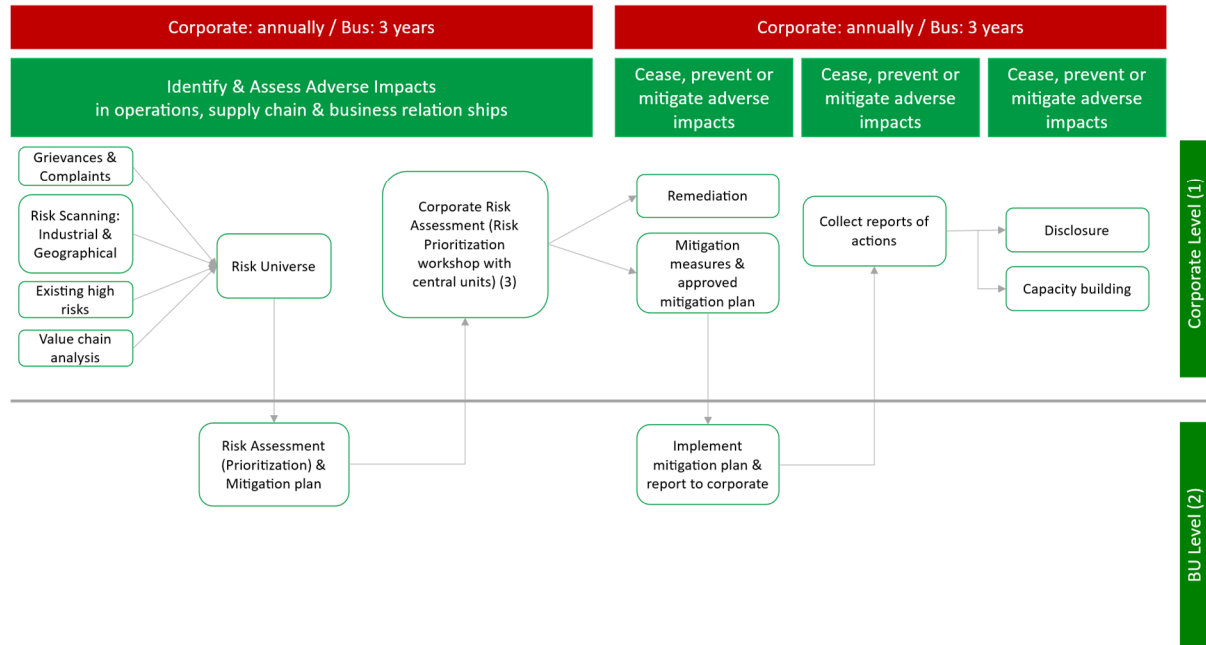 Corporate: annually / Bus: 3 years
Corporate: annually / Bus: 3 years
Identify & Assess Adverse Impacts
in operations, supply chain & business relation ships
Cease, prevent or
mitigate adverse
impacts
Cease, prevent or
mitigate adverse
impacts
Cease, prevent or
mitigate adverse
impacts
Grievances &
Complaints
Risk Scanning:
Industrial &
Geographical
Existing high
risks
Value chain
analysis
Risk Universe
Corporate Risk
Assessment (Risk
Prioritization
workshop with
central units) (3)
Remediation
Mitigation
measures &
approved
mitigation plan
Collect reports of
actions
Disclosure
Capacity building
Corporate Level (1)
Risk Assessment
(Prioritization) &
Mitigation plan
Implement
mitigation plan &
report to corporate
BU Level (2)